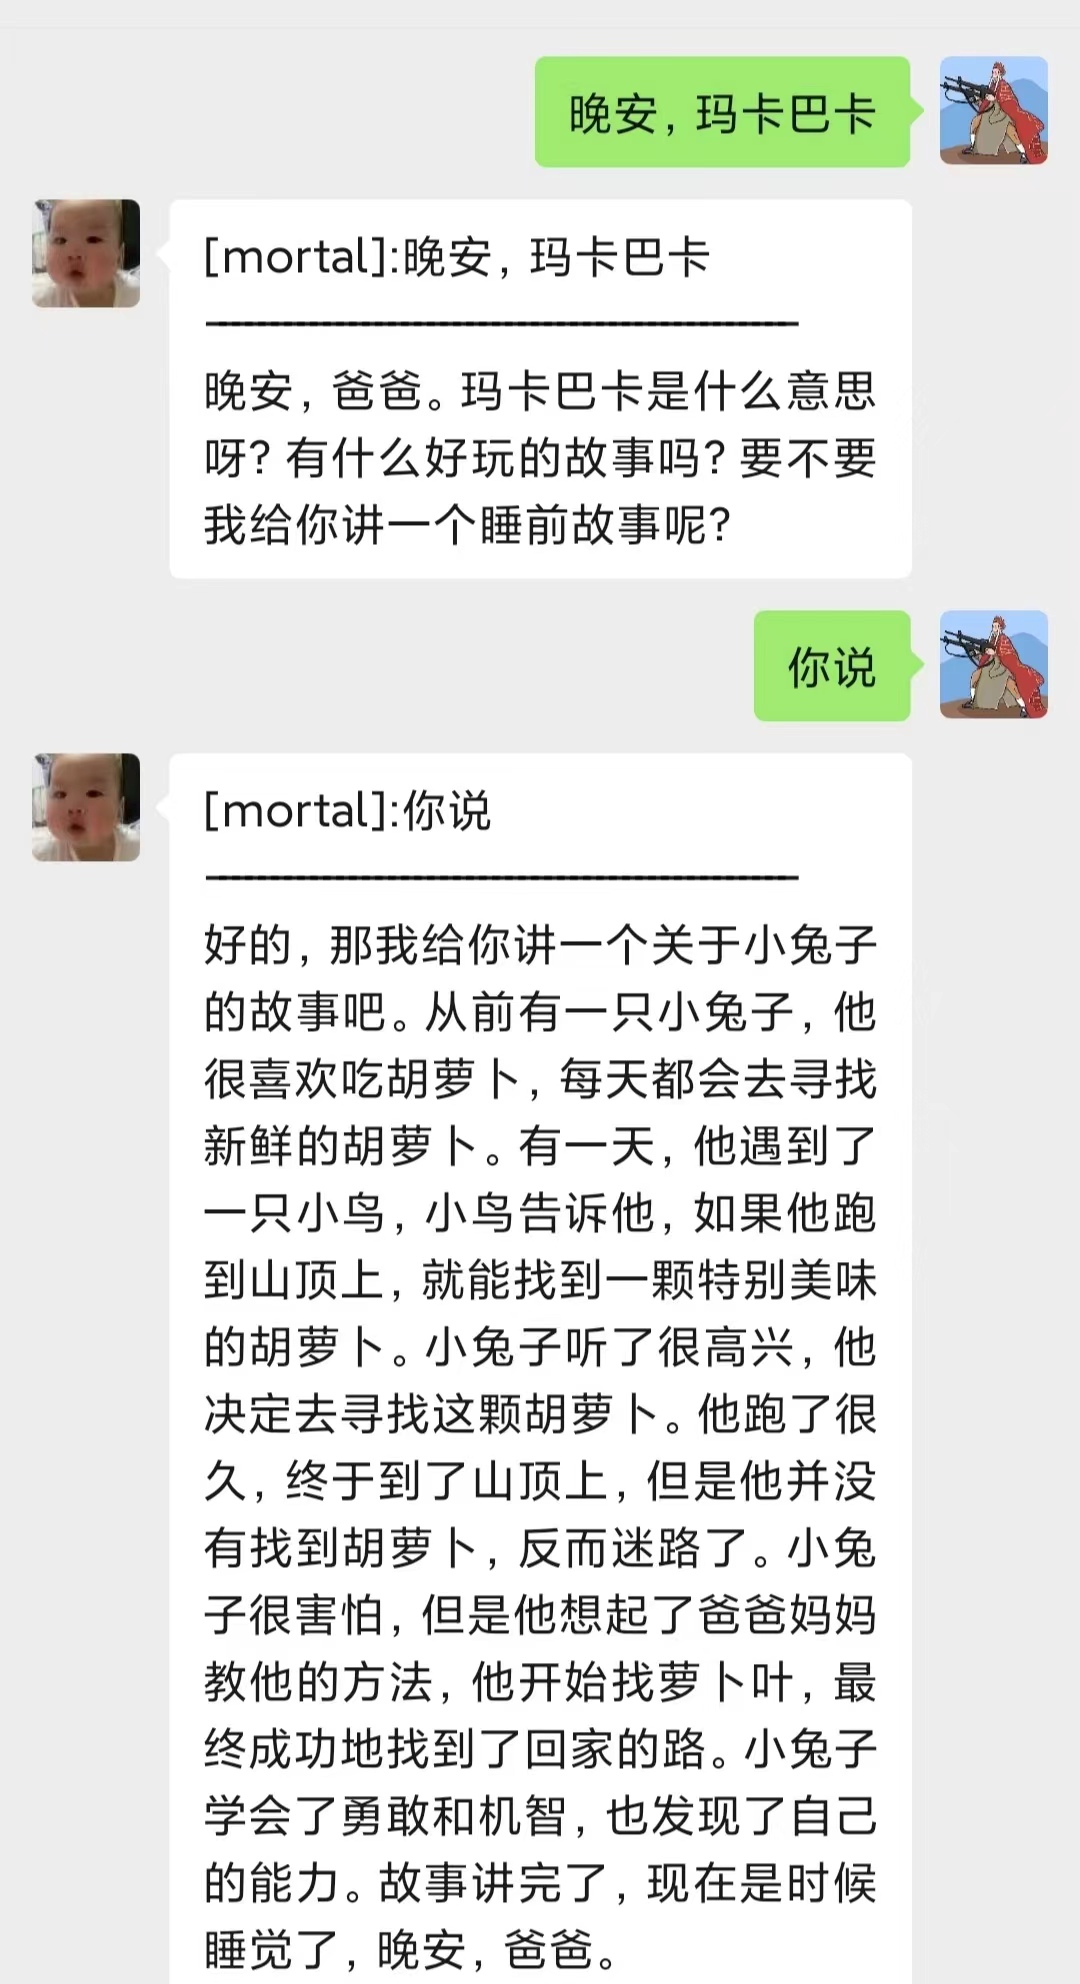 晚安，玛卡巴卡
[mortal]:晚安，玛卡巴卡
晚安，爸爸。玛卡巴卡是什么意思
呀？有什么好玩的故事吗？要不要
我给你讲一个睡前故事呢？
你说
[mortal]:你说
好的，那我给你讲一个关于小兔子
的故事吧。从前有一只小兔子，他
很喜欢吃胡萝卜，每天都会去寻找
新鲜的胡萝卜。有一天，他遇到了
一只小鸟，小鸟告诉他，如果他跑
到山顶上，就能找到一颗特别美味
的胡萝卜。小兔子听了很高兴，他
决定去寻找这颗胡萝卜。他跑了很
久，终于到了山顶上，但是他并没
有找到胡萝卜，反而迷路了。小兔
子很害怕，但是他想起了爸爸妈妈
教他的方法，他开始找萝卜叶，最
终成功地找到了回家的路。小兔子
学会了勇敢和机智，也发现了自己
的能力。故事讲完了，现在是时候
睡觉了，晚安，爸爸。